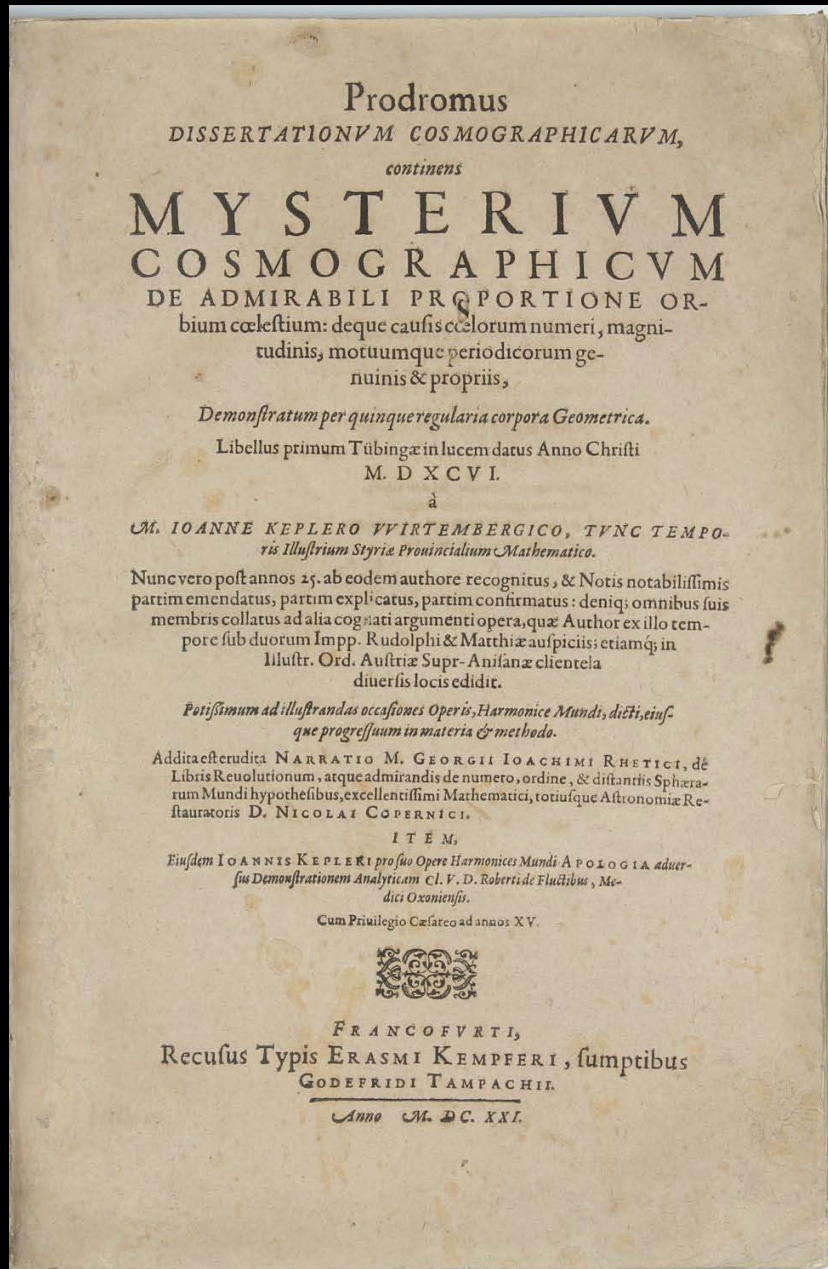 Prodromus
DISSERTATIONVM COSMOGRAPHICARVM,
continens
MYSTERIVM
COSMOGRAPHICVM
DE ADMIRABILI PROPORTIONE OR-
bium cœleſtium: deque cauſis cœlorum numeri, magni-
tudinis, motuumque periodicorum ge-
nuinis & propriis,
Demonſtratum per quinque regularia corpora Geometrica.
Libellus primum Tübingæ in lucem datus Anno Chriſti
M. D XCVI.
à
M. IOANNE KEPLERO VVIRTEMBERGICO, TVNC TEMPO-
ris Illuſtrium Styriæ Prouincialium Mathematico.
Nunc vero poſt annos 25. ab eodem authore recognitus, & Notis notabiliſſimis
partim emendatus, partim explicatus, partim confirmatus: deniq; omnibus ſuis
membris collatus ad alia cognati argumenti opera, quæ Author ex illo tem-
pore ſub duorum Impp. Rudolphi & Matthiæ auſpiciis; etiamq́; in
Illuſtr. Ord. Auſtriæ Supr-Aniſanæ clientela
diuerſis locis edidit.
Potiſſimum ad illuſtrandas occaſiones Operis, Harmonice Mundi, dicti, eiuſ-
que progreſſuum in materia & methodo.
Addita eſt erudita NARRATIO M. GEORGII IOACHIMI RHETICI, de
Libris Reuolutionum, atque admirandis de numero, ordine, & diſtantiis Sphæra-
rum Mundi hypotheſibus, excellentiſſimi Mathematici, totiuſque Aſtronomiæ Re-
ſtauratoris D. NICOLAI COPERNICI.
ITEM,
Eiuſdem IOANNIS KEPLERI pro ſuo Opere Harmonices Mundi APOLOGIA aduer-
ſus Demonſtrationem Analyticam Cl. V. D. Roberti de Fluctibus, Me-
dici Oxonienſis.
Cum Priuilegio Cæſareo ad annos XV.
FRANCOFVRTI,
Recuſus Typis ERASMI KEMPFERI, ſumptibus
GODEFRIDI TAMPACHII.
Anno M. DC. XXI.